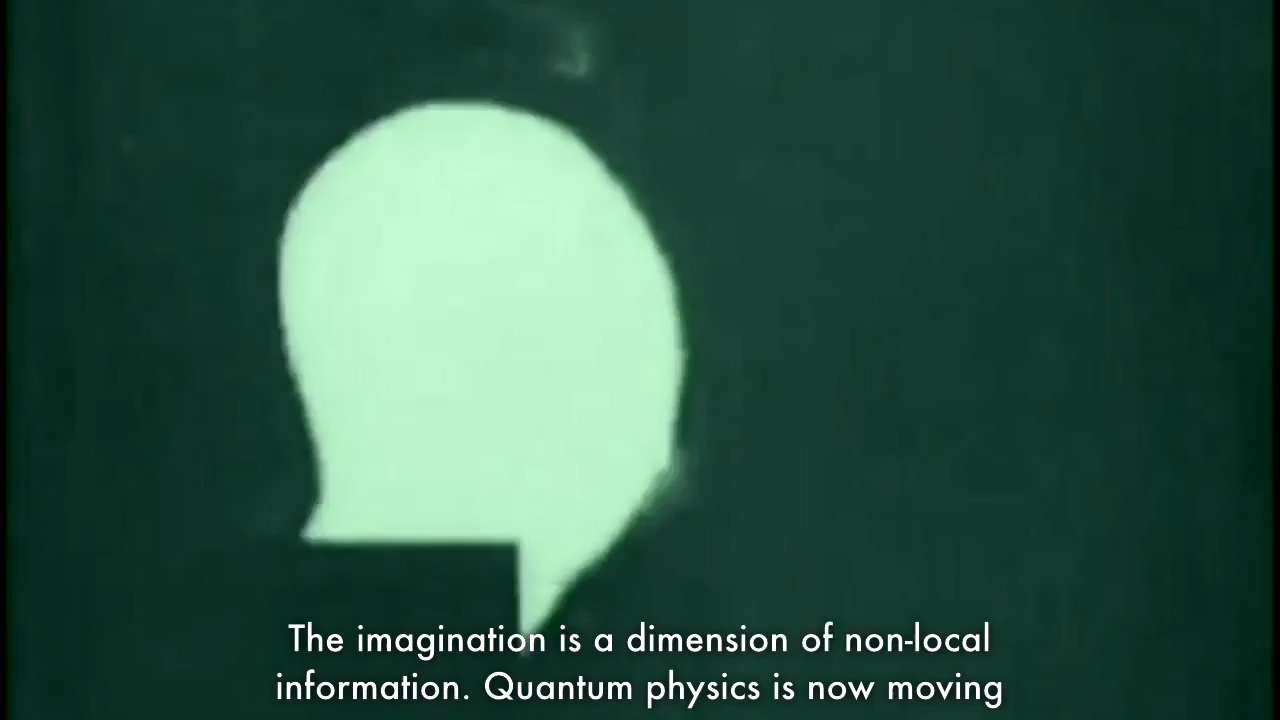 The imagination is a dimension of non-local
information. Quantum physics is now moving